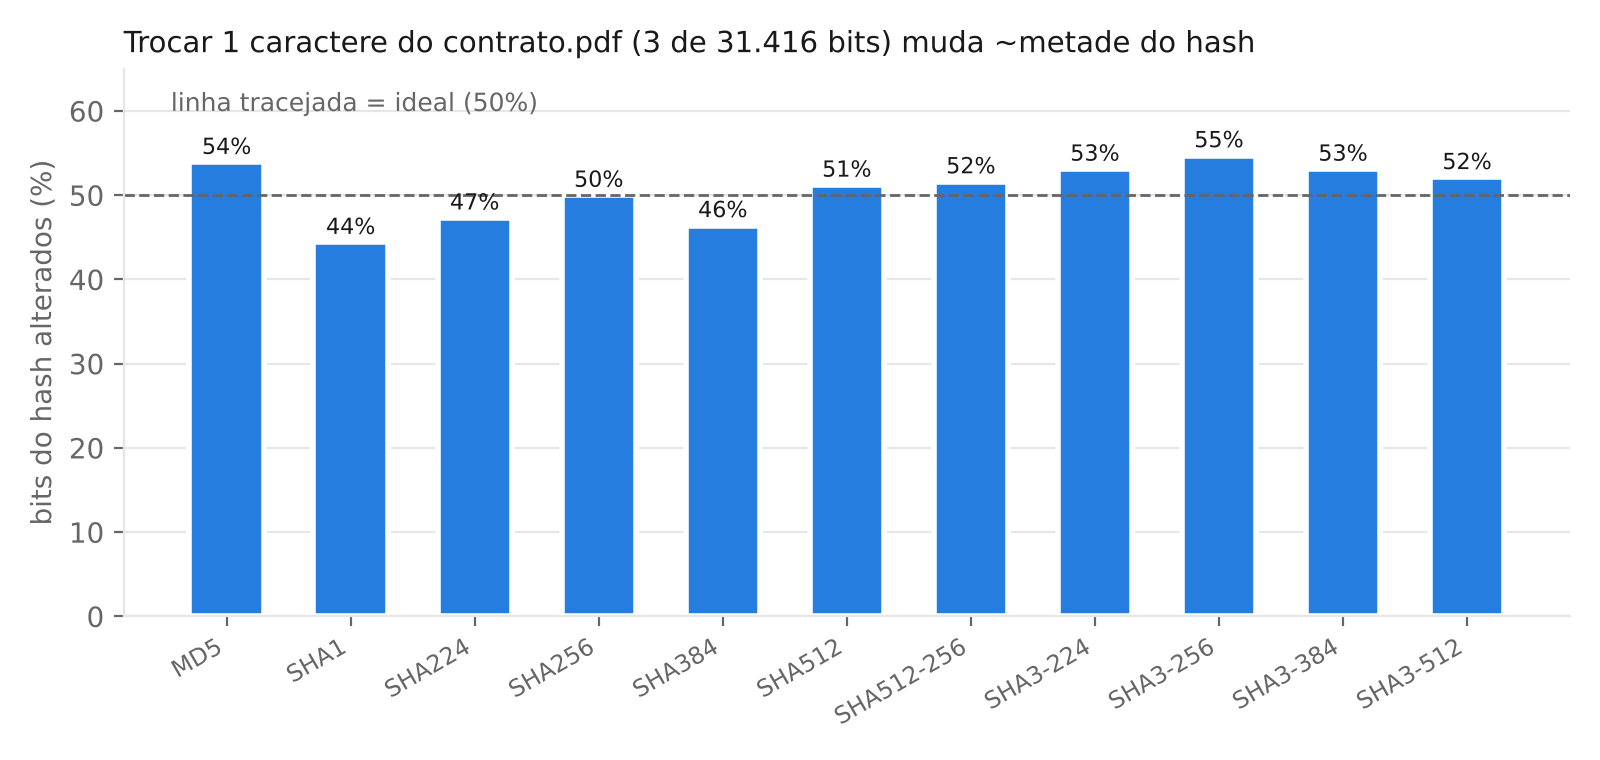 Trocar 1 caractere do contrato.pdf (3 de 31.416 bits) muda ~metade do hash
linha tracejada = ideal (50%)
bits do hash alterados (%)
60
50
40
30
20
10
0
54%
44%
47%
50%
46%
51%
52%
53%
55%
53%
52%
MD5
SHA1
SHA224
SHA256
SHA384
SHA512
SHA512-256
SHA3-224
SHA3-256
SHA3-384
SHA3-512